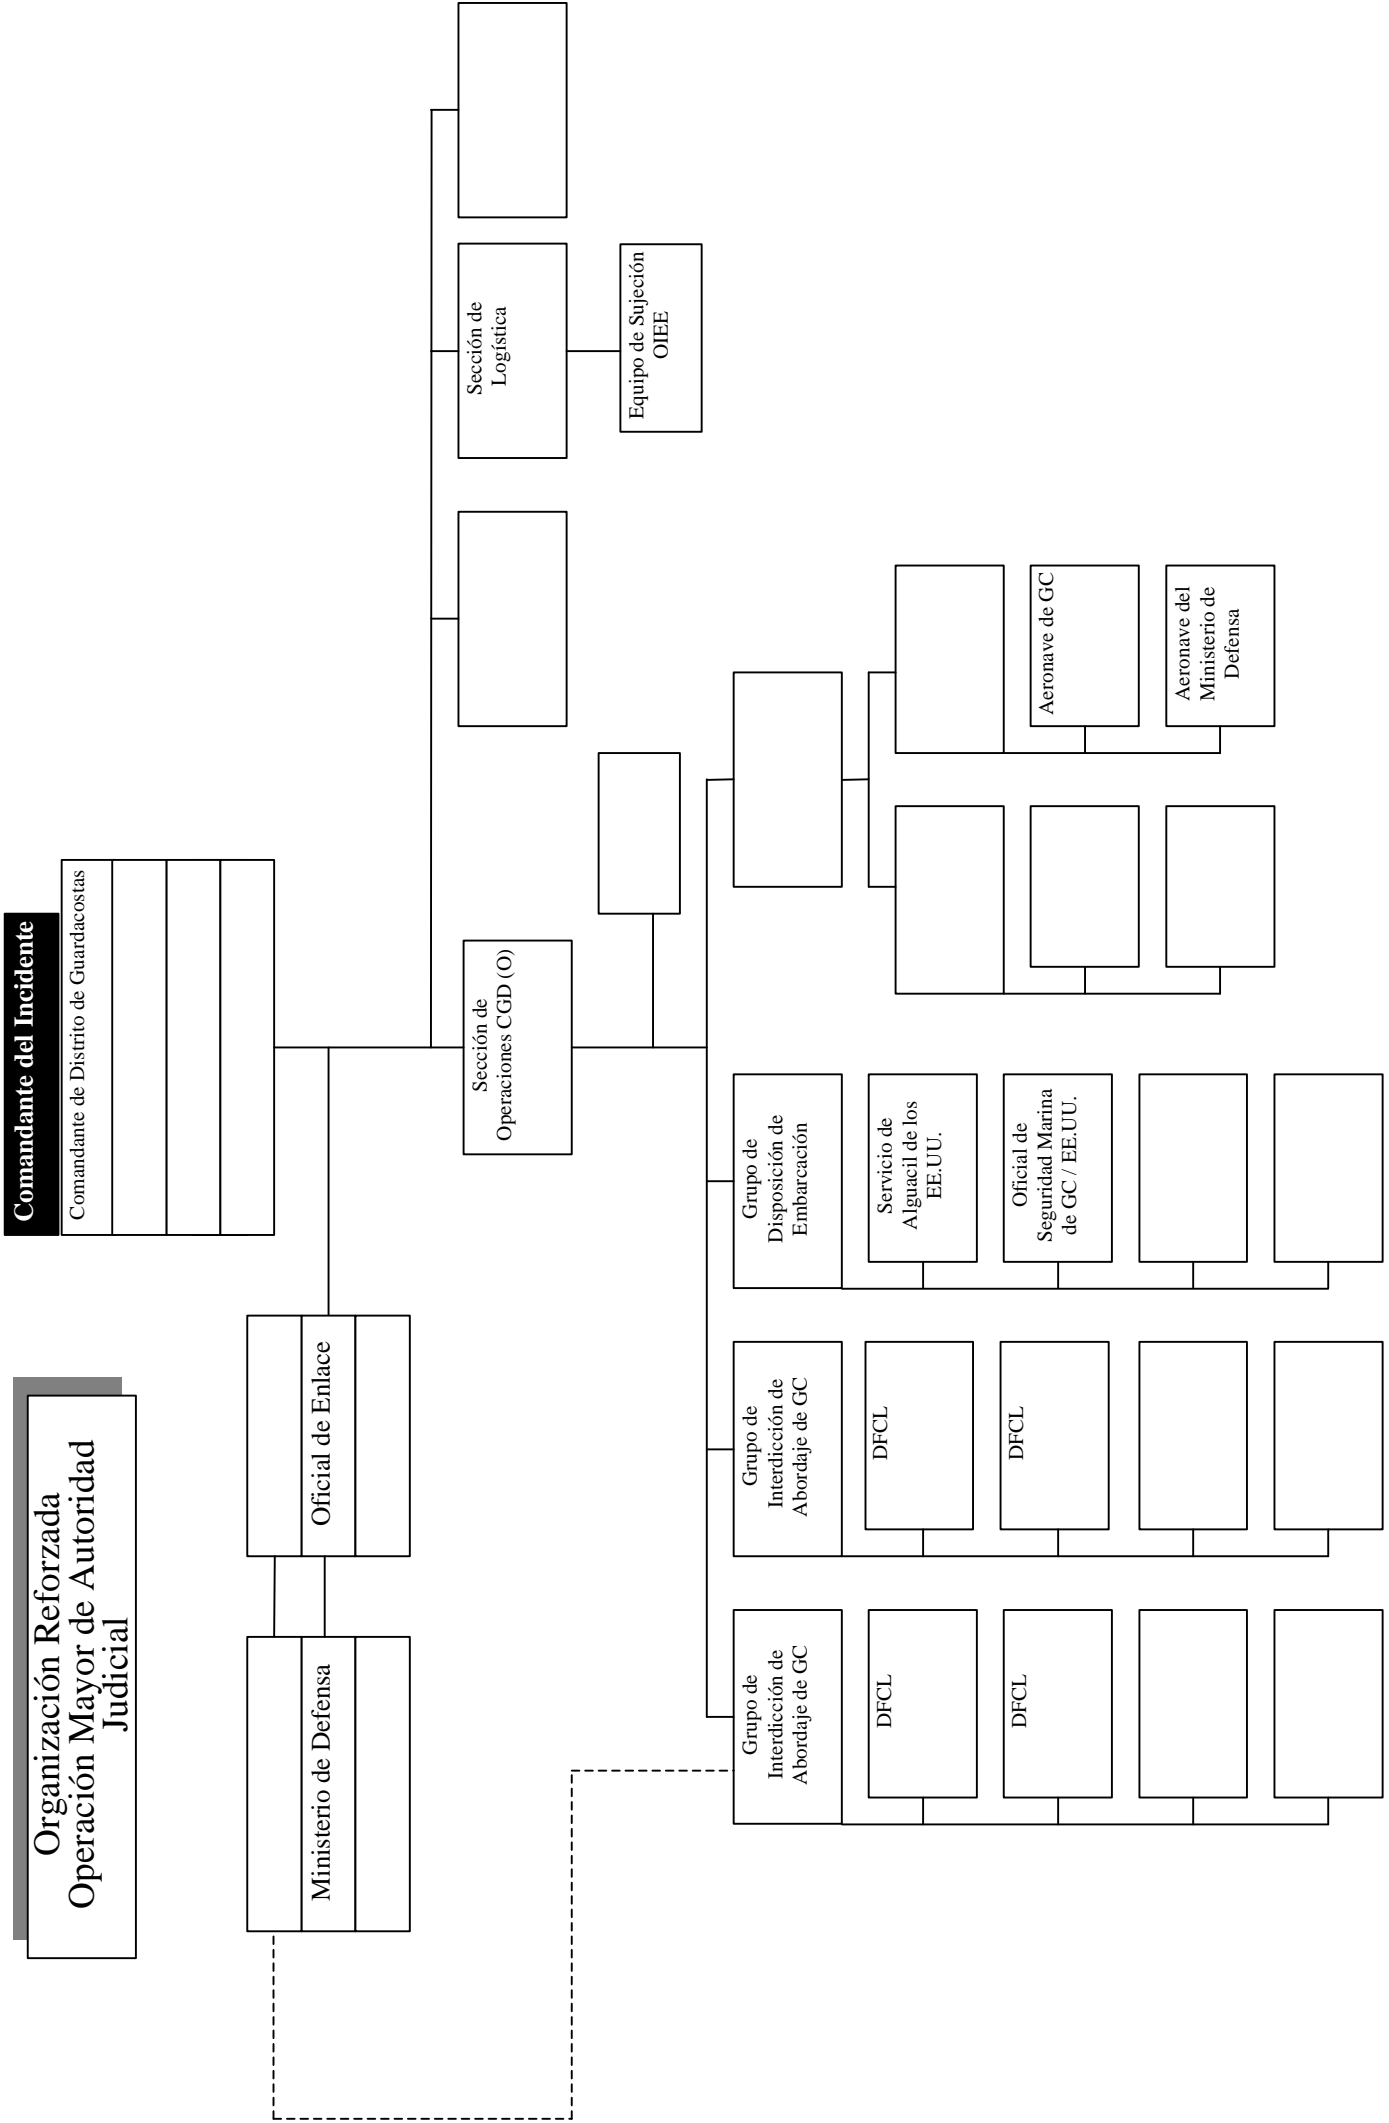 Organización Reforzada
Operación Mayor de Autoridad
Judicial
Comandante del Incidente
Comandante de Distrito de Guardacostas
Ministerio de Defensa
Oficial de Enlace
Sección de
Operaciones CGD (O)
Sección de
Logística
Equipo de Sujeción
OIEE
Grupo de
Interdicción de
Abordaje de GC
DFCL
DFCL
Grupo de
Interdicción de
Abordaje de GC
DFCL
DFCL
Grupo de
Disposición de
Embarcación
Servicio de
Alguacil de los
EE.UU.
Oficial de
Seguridad Marina
de GC / EE.UU.
Aeronave de GC
Aeronave del
Ministerio de
Defensa